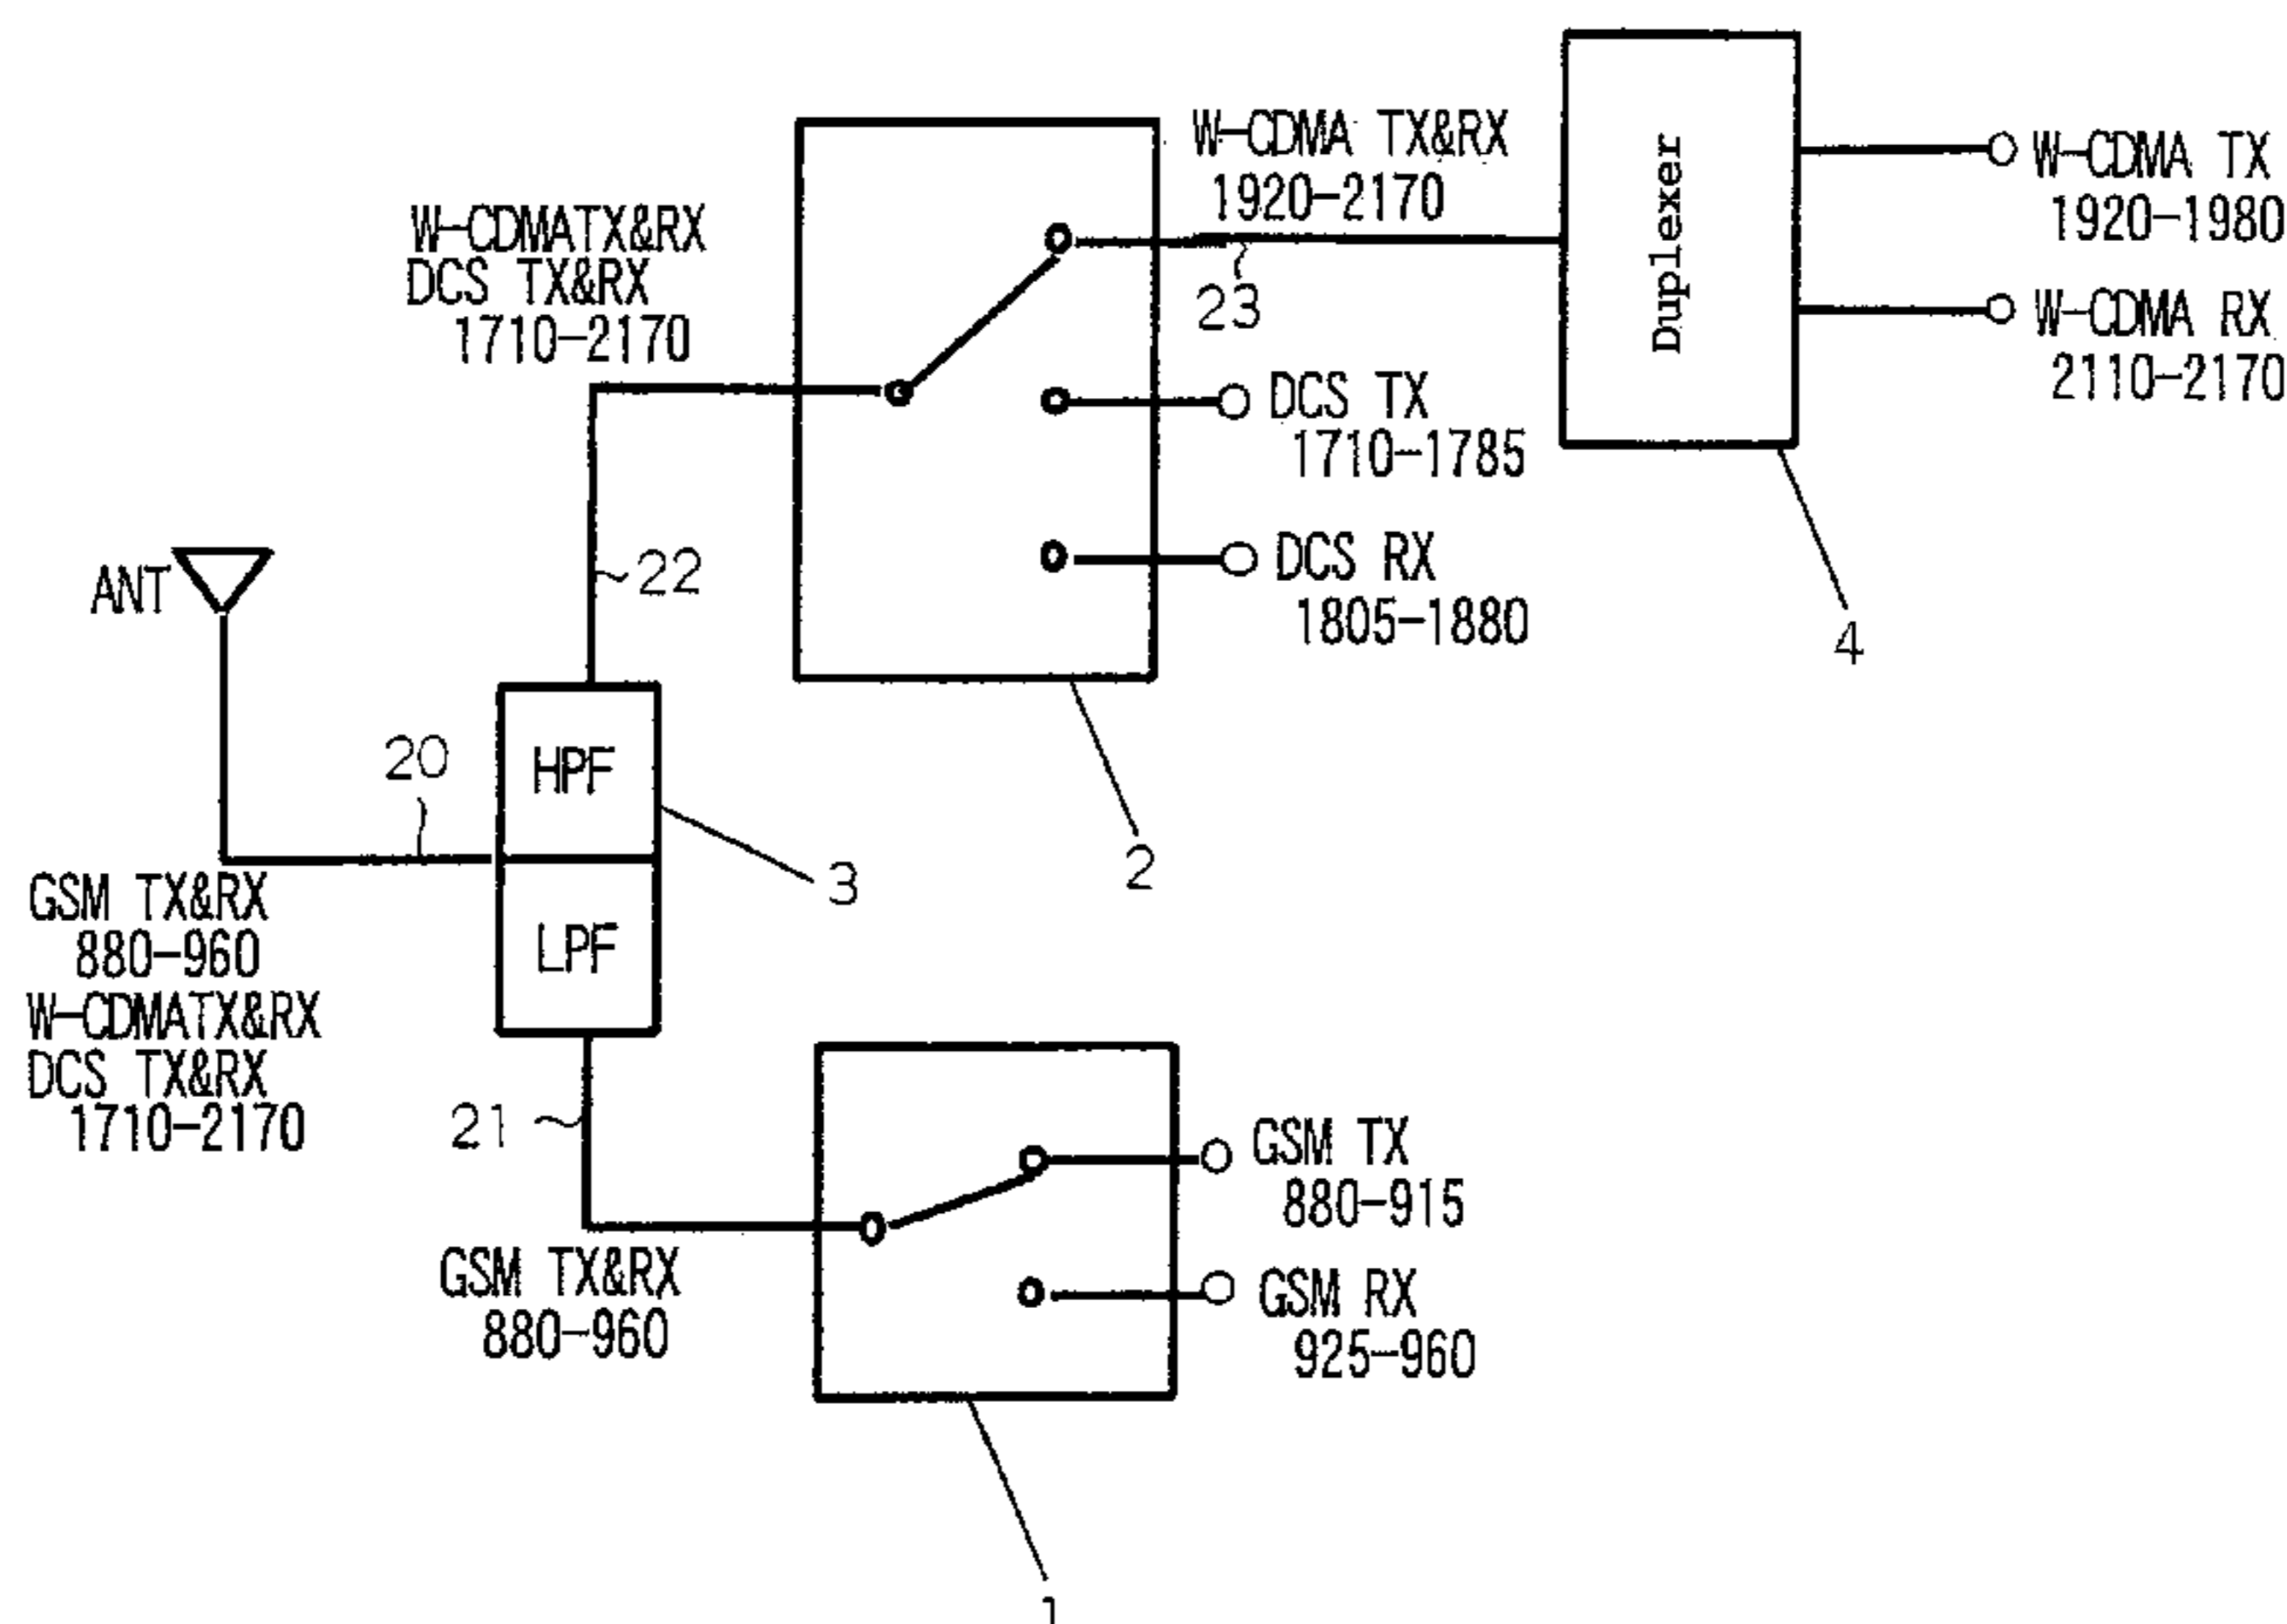 W-CDMA TX&RX
1920-2170
Duplexer
W-CDMA TX
1920-1980
W-CDMATX&RX
DCS TX&RX
1710-2170
23
W-CDMA RX
2110-2170
DCS TX
1710-1785
DCS RX
1805-1880
4
ANT
22
20
HPF
2
3
GSM TX&RX
880-960
W-CDMATX&RX
DCS TX&RX
1710-2170
LPF
21
GSM TX
880-915
GSM TX&RX
880-960
GSM RX
925-960
1